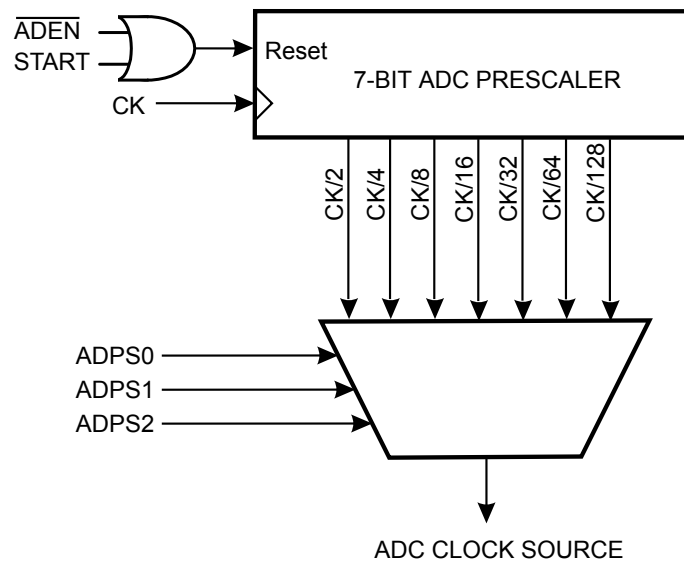 ADEN
START
CK
Reset
7-BIT ADC PRESCALER
CK/2
CK/4
CK/8
CK/16
CK/32
CK/64
CK/128
ADPS0
ADPS1
ADPS2
ADC CLOCK SOURCE